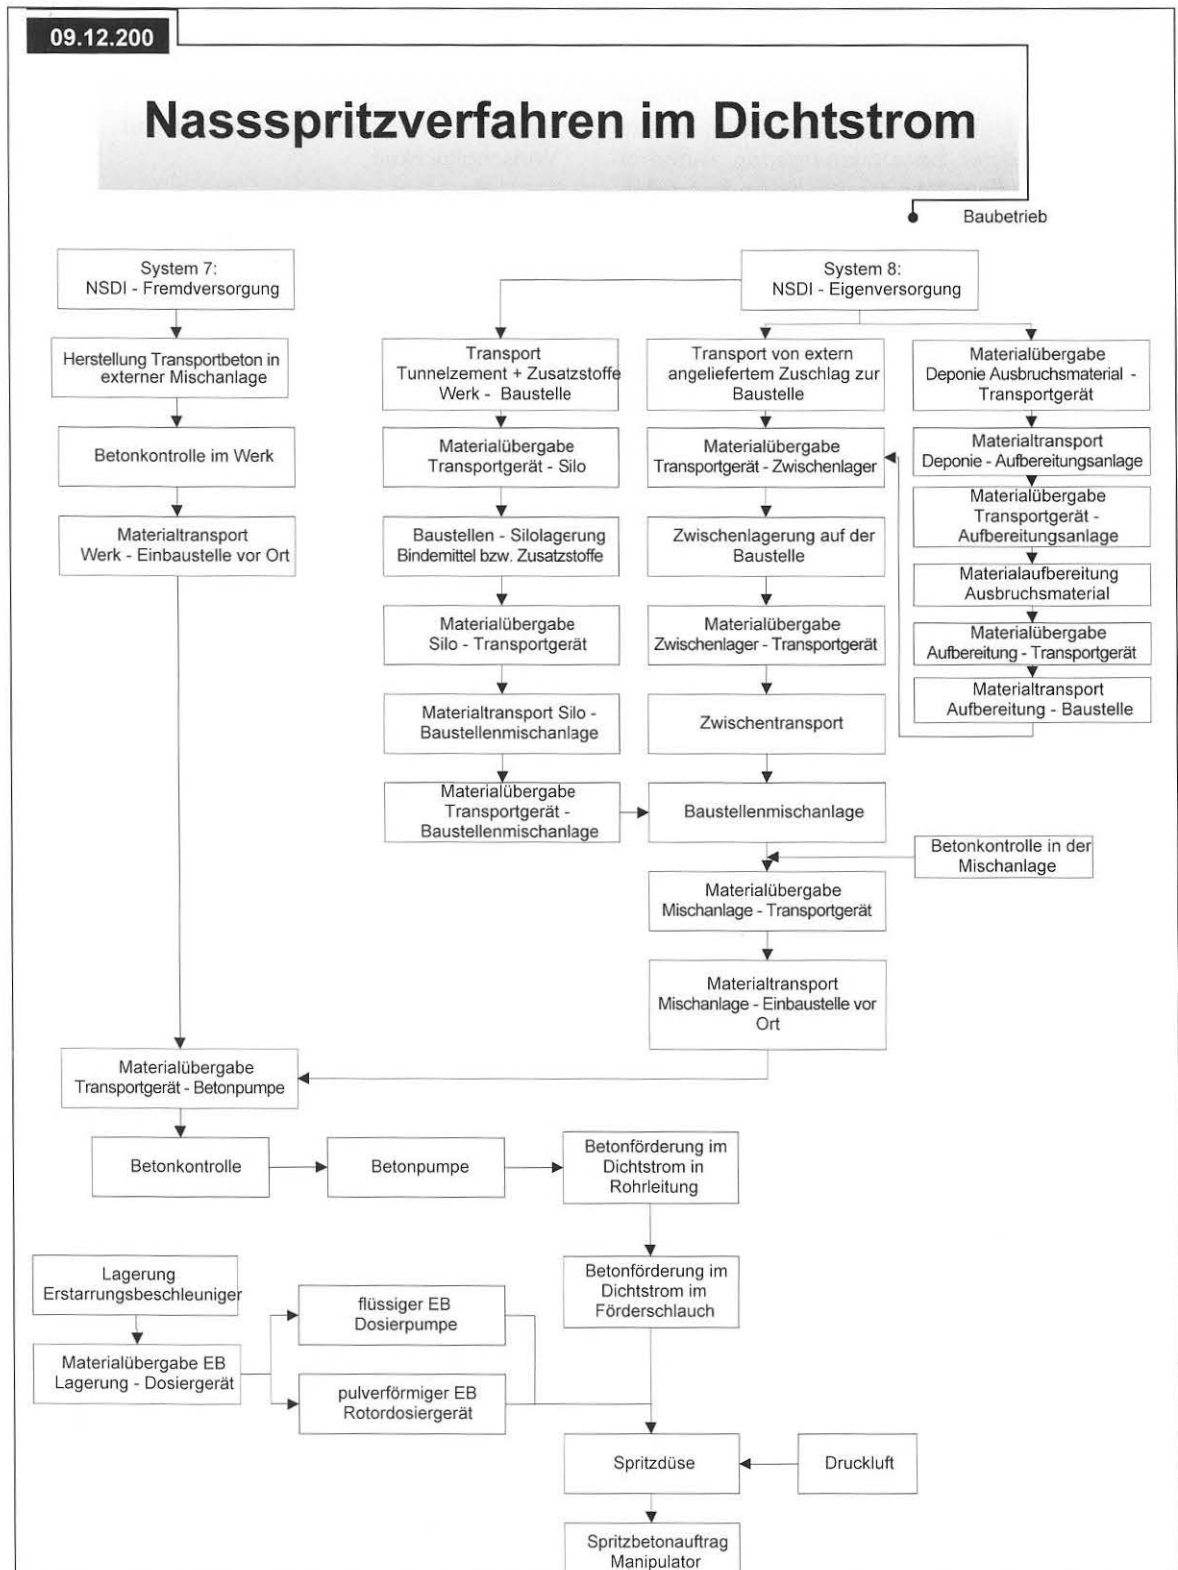 09.12.200
Nassspritzverfahren im Dichtstrom
Baubetrieb
System 7:
NSDI - Fremdversorgung
Herstellung Transportbeton in
externer Mischanlage
Betonkontrolle im Werk
Materialtransport
Werk - Einbaustelle vor Ort
System 8:
NSDI - Eigenversorgung
Transport
Tunnelzement + Zusatzstoffe
Werk - Baustelle
Materialübergabe
Transportgerät - Silo
Baustellen - Silolagerung
Bindemittel bzw. Zusatzstoffe
Materialübergabe
Silo - Transportgerät
Materialtransport Silo -
Baustellenmischanlage
Materialübergabe
Transportgerät -
Baustellenmischanlage
Transport von extern
angeliefertem Zuschlag zur
Baustelle
Materialübergabe
Transportgerät - Zwischenlager
Zwischenlagerung auf der
Baustelle
Materialübergabe
Zwischenlager - Transportgerät
Zwischentransport
Baustellenmischanlage
Materialübergabe
Deponie Ausbruchsmaterial -
Transportgerät
Materialtransport
Deponie - Aufbereitungsanlage
Materialübergabe
Transportgerät -
Aufbereitungsanlage
Materialaufbereitung
Ausbruchsmaterial
Materialübergabe
Aufbereitung - Transportgerät
Materialtransport
Aufbereitung - Baustelle
Betonkontrolle in der
Mischanlage
Materialübergabe
Mischanlage - Transportgerät
Materialtransport
Mischanlage - Einbaustelle vor
Ort
Materialübergabe
Transportgerät - Betonpumpe
Betonkontrolle
Betonpumpe
Betonförderung im
Dichtstrom in
Rohrleitung
Betonförderung im
Dichtstrom im
Förderschlauch
Lagerung
Erstarrungsbeschleuniger
Materialübergabe EB
Lagerung - Dosiergerät
flüssiger EB
Dosierpumpe
pulverförmiger EB
Rotordosiergerät
Spritzdüse
Druckluft
Spritzbetonauftrag
Manipulator